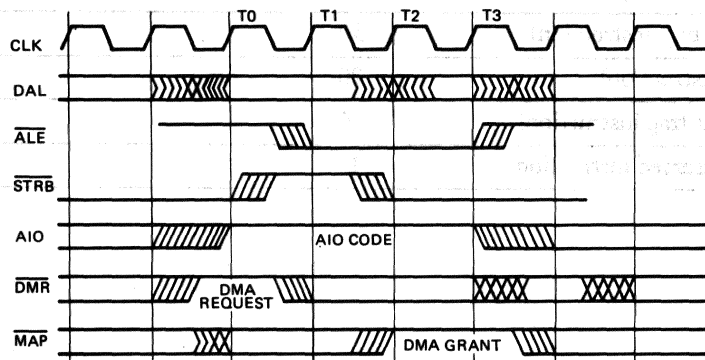 T0 T1 T2 T3
CLK
DAL
ALE
STRB
AIO AIO CODE
DMR DMA
REQUEST
MAP DMA GRANT